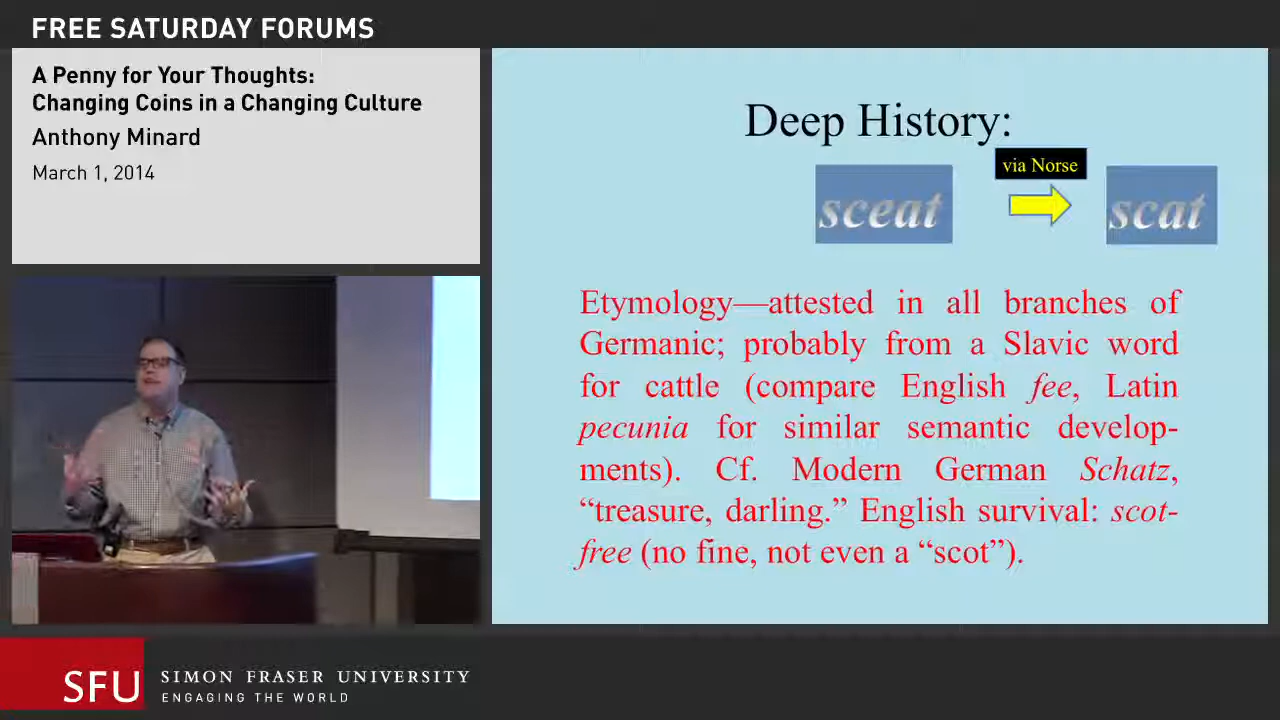 FREE SATURDAY FORUMS
A Penny for Your Thoughts:
Changing Coins in a Changing Culture
Anthony Minard
March 1, 2014
Deep History:
via Norse
sceat
scat
Etymology—attested in all branches of
Germanic; probably from a Slavic word
for cattle (compare English fee, Latin
pecunia for similar semantic develop-
ments). Cf. Modern German Schatz,
“treasure, darling.” English survival: scot-
free (no fine, not even a “scot”).
SFU
SIMON FRASER UNIVERSITY
ENGAGING THE WORLD